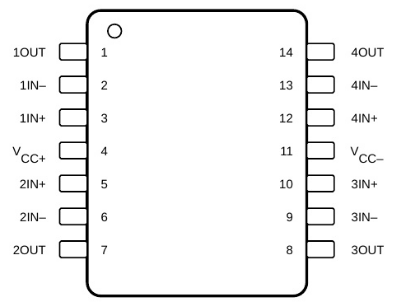 1OUT 1 14 4OUT
1IN– 2 13 4IN–
1IN+ 3 12 4IN+
VCC+ 4 11 VCC–
2IN+ 5 10 3IN+
2IN– 6 9 3IN–
2OUT 7 8 3OUT